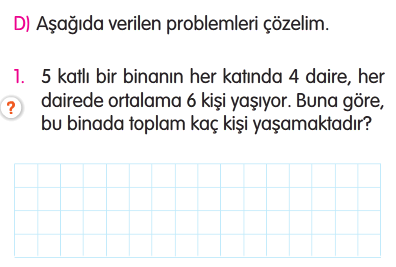 D) Aşağıda verilen problemleri çözelim.
1. 5 katlı bir binanın her katında 4 daire, her
? dairede ortalama 6 kişi yaşıyor. Buna göre,
bu binada toplam kaç kişi yaşamaktadır?